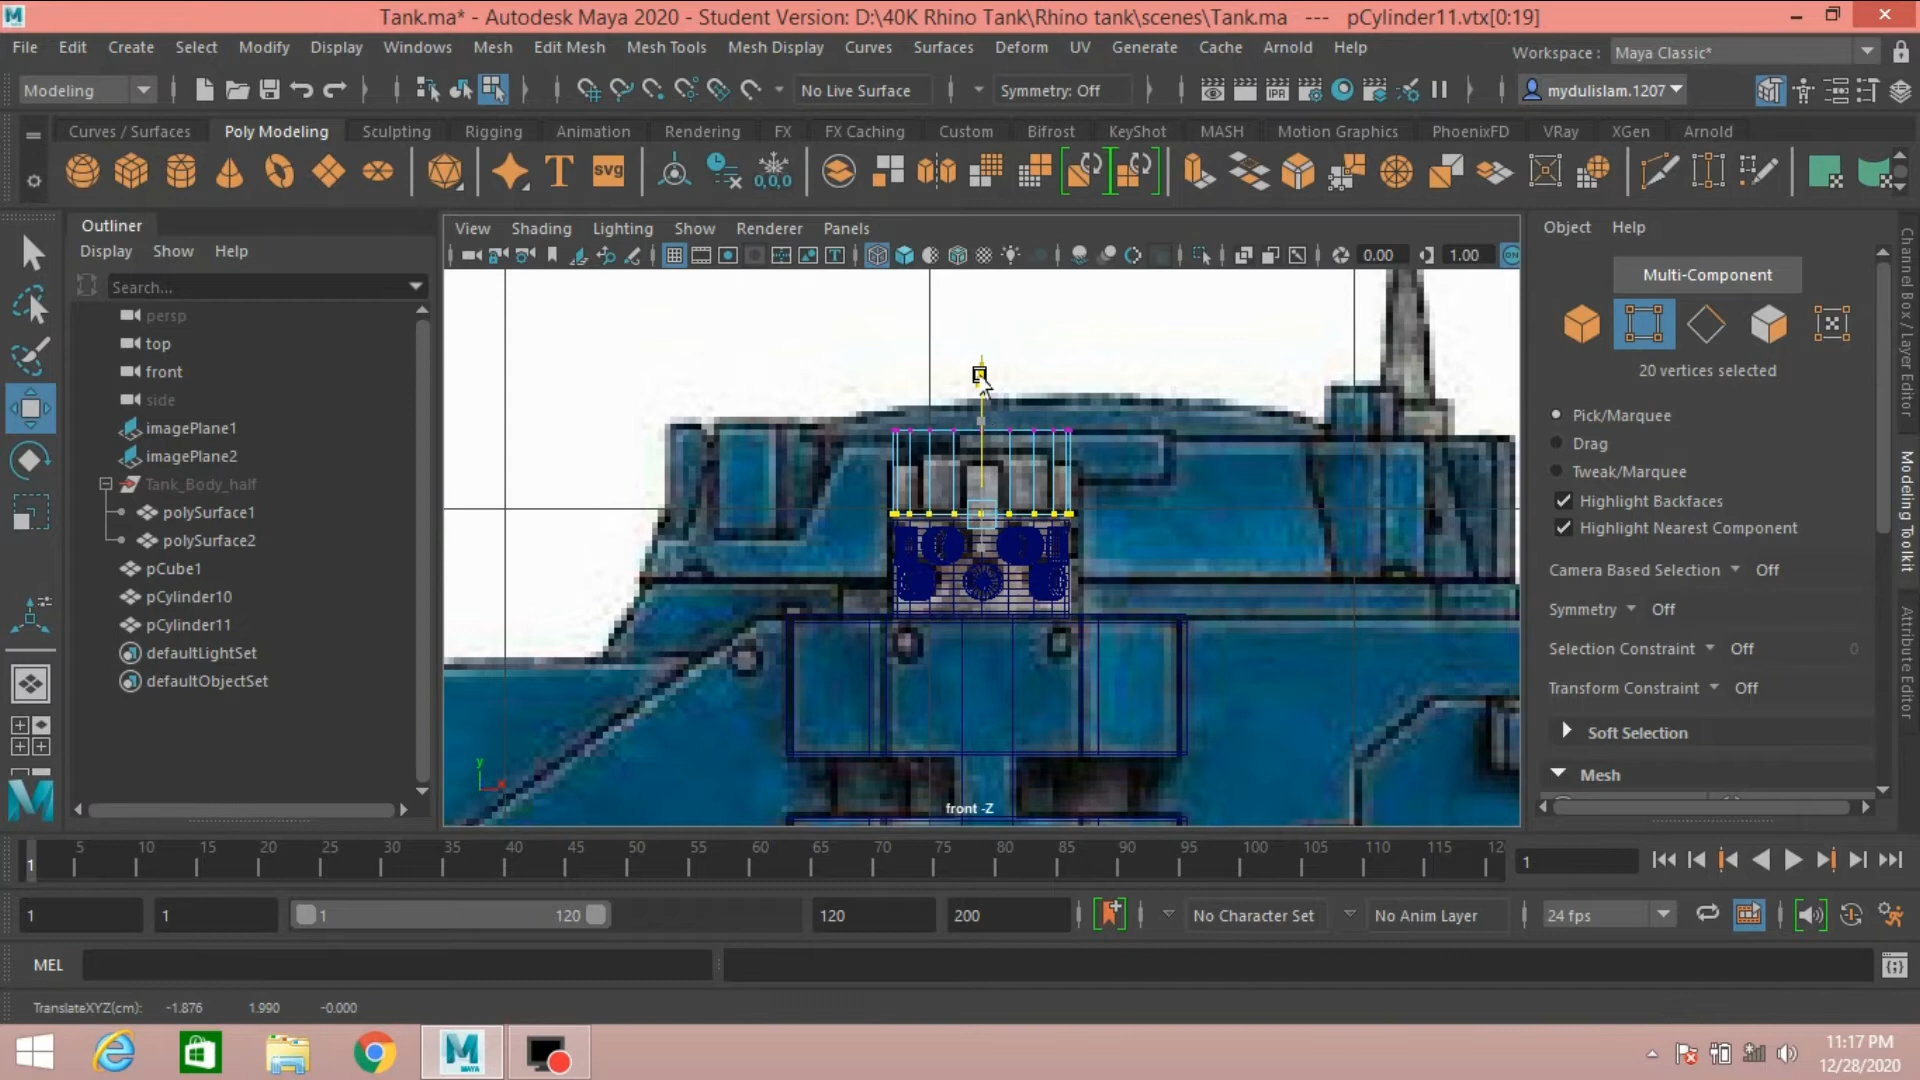 Tank.ma* - Autodesk Maya 2020 - Student Version: D:\40K Rhino Tank\Rhino tank\scenes\Tank.ma --- pCylinder11.vtx[0:19]
File Edit Create Select Modify Display Windows Mesh Edit Mesh Mesh Tools Mesh Display Curves Surfaces Deform UV Generate Cache Arnold Help Workspace : Maya Classic*
Modeling No Live Surface Symmetry: Off IPR mydulislam.1207
Curves / Surfaces Poly Modeling Sculpting Rigging Animation Rendering FX FX Caching Custom Bifrost KeyShot MASH Motion Graphics PhoenixFD VRay XGen Arnold
T SVG 0,0,0
Outliner
Display Show Help
Search...
persp
top
front
side
imagePlane1
imagePlane2
Tank_Body_half
polySurface1
polySurface2
pCube1
pCylinder10
pCylinder11
defaultLightSet
defaultObjectSet
View Shading Lighting Show Renderer Panels
0.00 1.00 ON
y
front -Z
Object Help
Multi-Component
20 vertices selected
Pick/Marquee
Drag
Tweak/Marquee
Highlight Backfaces
Highlight Nearest Component
Camera Based Selection Off
Symmetry Off
Selection Constraint Off 0
Transform Constraint Off
Soft Selection
Mesh
Channel Box / Layer Editor
Modeling Toolkit
Attribute Editor
1 5 10 15 20 25 30 35 40 45 50 55 60 65 70 75 80 85 90 95 100 105 110 115 12 1
1 1 1 120 120 200 No Character Set No Anim Layer 24 fps
MEL
TranslateXYZ(cm): -1.876 1.990 -0.000
MAYA
11:17 PM
12/28/2020